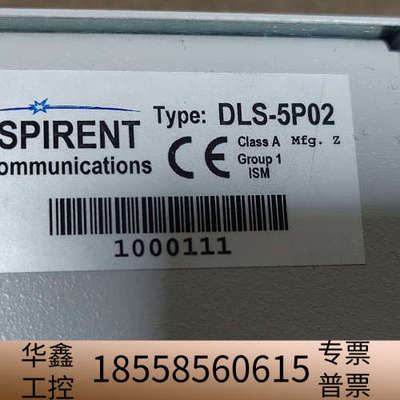 SPIRENT
ommunications
Type: DLS-5P02
CE Class A Mfg. Z
Group 1
ISM
1000111
华鑫 18558560615 专票
工控 普票